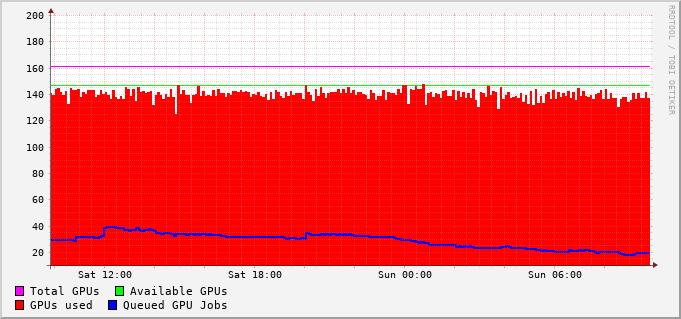 200
180
160
140
120
100
80
60
40
20
Sat 12:00 Sat 18:00 Sun 00:00 Sun 06:00
Total GPUs Available GPUs
GPUs used Queued GPU Jobs
RRDTOOL / TOBI OETIKER